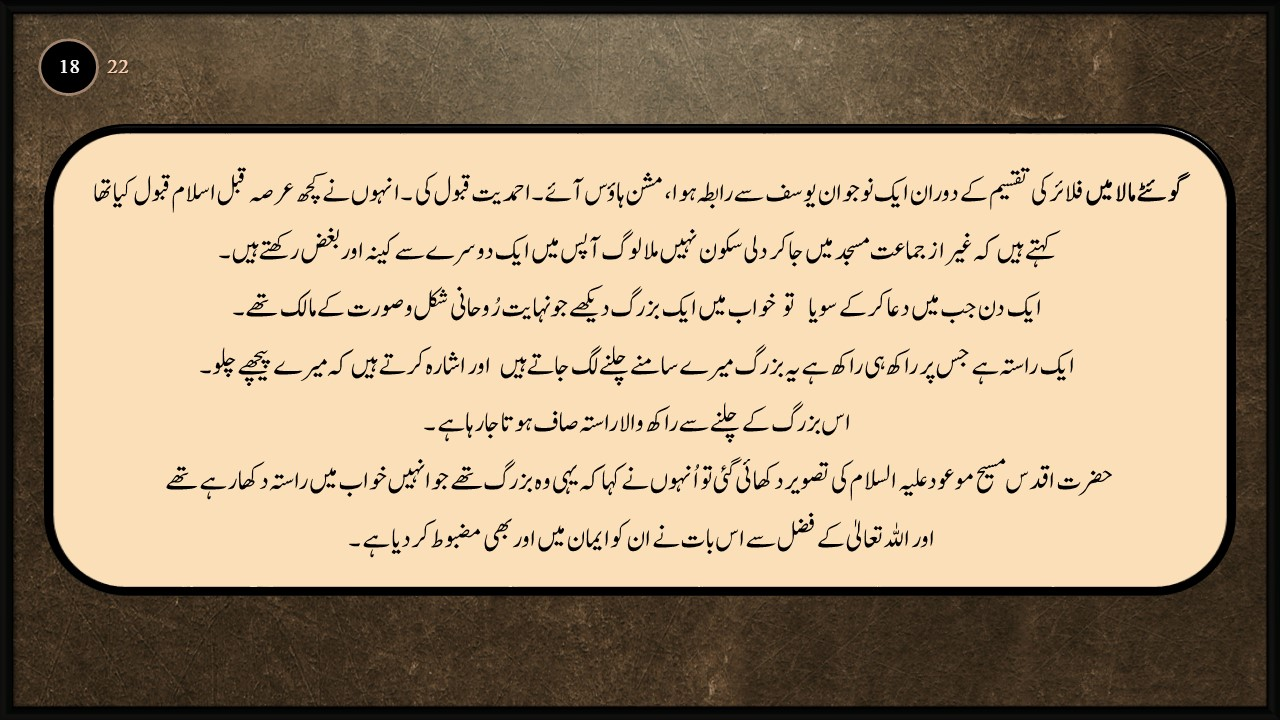 18 22
گوئٹے مالا میں فلائر کی تقسیم کے دوران ایک نوجوان یوسف سے رابطہ ہوا، مشن ہاؤس آئے۔ احمدیت قبول کی ۔ انہوں نے کچھ عرصہ قبل اسلام قبول کیا تھا
کہتے ہیں کہ غیر از جماعت مسجد میں جا کر دلی سکون نہیں ملا لوگ آپس میں ایک دوسرے سے کینہ اور بغض رکھتے ہیں۔
ایک دن جب میں دعا کر کے سویا تو خواب میں ایک بزرگ دیکھے جو نہایت رُوحانی شکل و صورت کے مالک تھے۔
ایک راستہ ہے جس پر راکھ ہی راکھ ہے یہ بزرگ میرے سامنے چلنے لگ جاتے ہیں اور اشارہ کرتے ہیں کہ میرے پیچھے چلو۔
اس بزرگ کے چلنے سے راکھ والا راستہ صاف ہوتا جا رہا ہے ۔
حضرت اقدس مسیح موعود علیہ السلام کی تصویر دکھائی گئی تو اُنہوں نے کہا کہ یہی وہ بزرگ تھے جو انہیں خواب میں راستہ دکھا رہے تھے
اور اللہ تعالیٰ کے فضل سے اس بات نے ان کو ایمان میں اور بھی مضبوط کر دیا ہے ۔